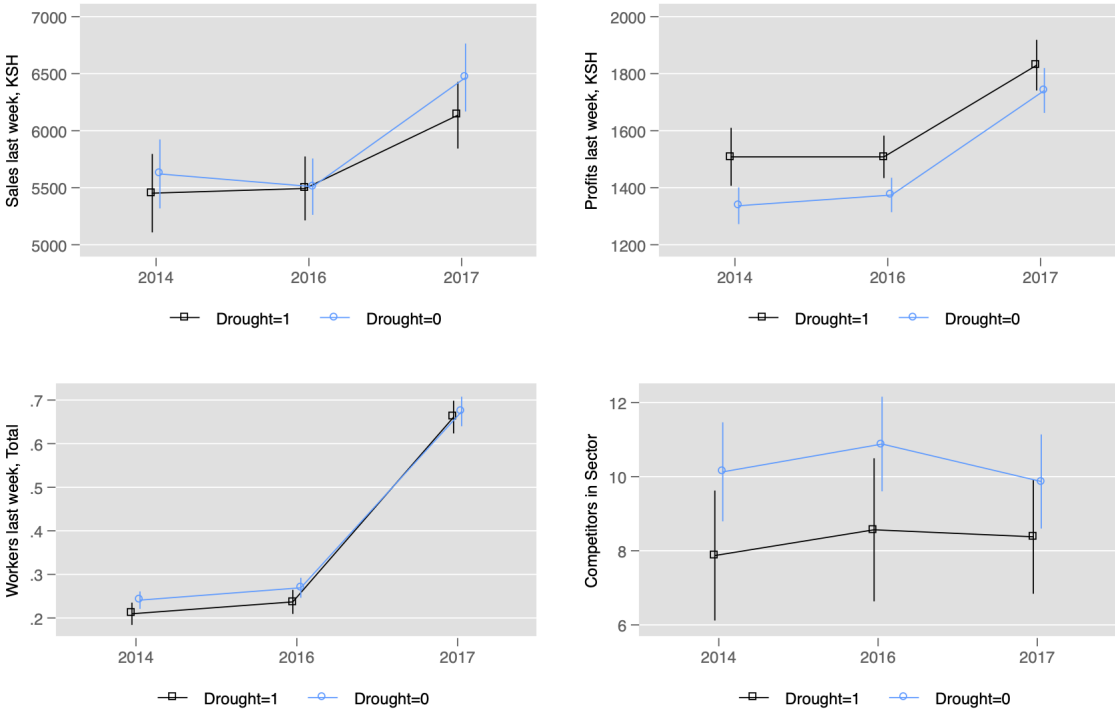 Sales last week, KSH
7000
6500
6000
5500
5000
2014 2016 2017
Drought=1 Drought=0
Profits last week, KSH
2000
1800
1600
1400
1200
2014 2016 2017
Drought=1 Drought=0
Workers last week, Total
.7
.6
.5
.4
.3
.2
2014 2016 2017
Drought=1 Drought=0
Competitors in Sector
12
10
8
6
2014 2016 2017
Drought=1 Drought=0